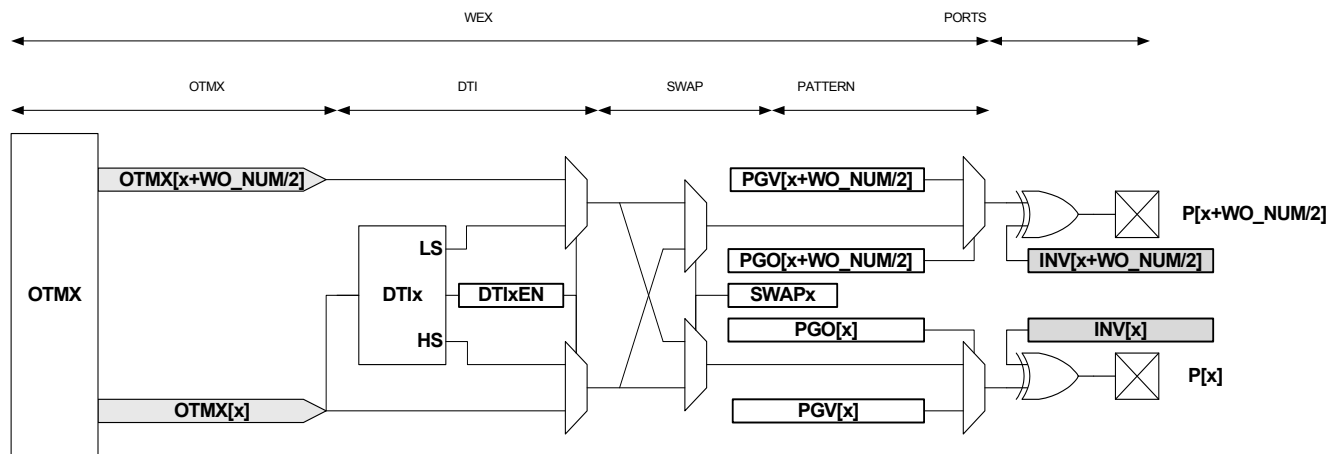 WEX PORTS
OTMX DTI SWAP PATTERN
OTMX[x+WO_NUM/2] PGV[x+WO_NUM/2]
P[x+WO_NUM/2]
LS
PGO[x+WO_NUM/2] INV[x+WO_NUM/2]
OTMX DTIx DTIxEN SWAPx
HS PGO[x] INV[x]
P[x]
OTMX[x] PGV[x]